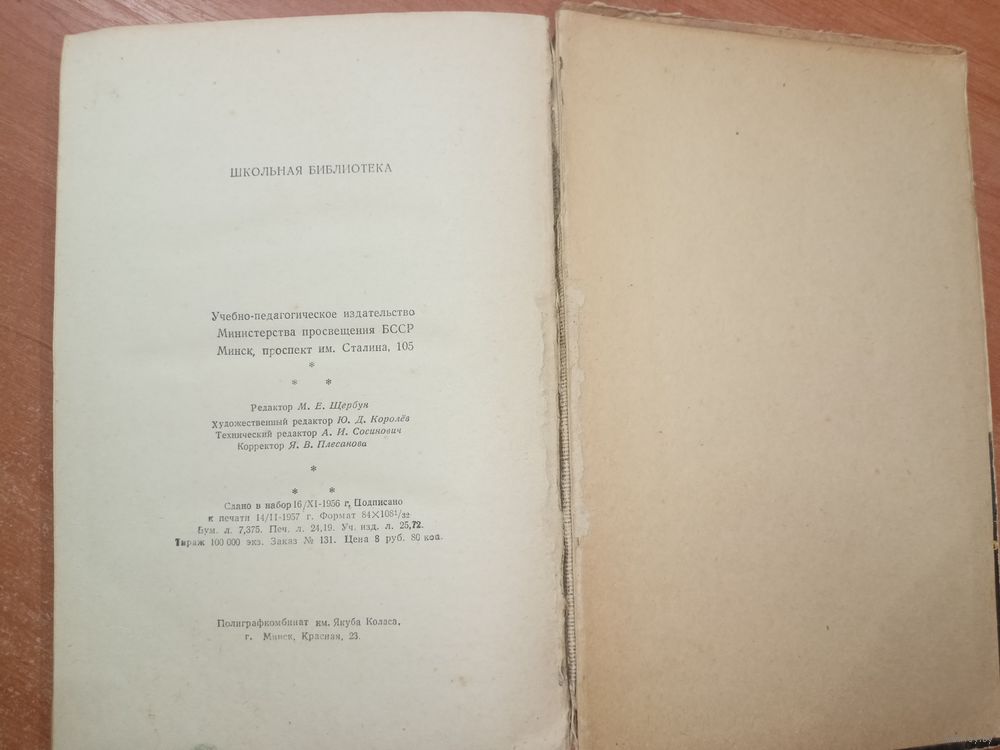 ШКОЛЬНАЯ БИБЛИОТЕКА
Учебно-педагогическое издательство
Министерства просвещения БССР
Минск, проспект им. Сталина, 105
*
* *
Редактор М. Е. Щербун
Художественный редактор Ю. Д. Королёв
Технический редактор А. И. Сосинович
Корректор Я. В. Плесанова
*
* *
Сдано в набор 16/XI-1956 г. Подписано
к печати 14/II-1957 г. Формат 84×108¹/₃₂
Бум. л. 7,375. Печ. л. 24,19. Уч. изд. л. 25,72.
Тираж 100 000 экз. Заказ № 131. Цена 8 руб. 80 коп.
Полиграфкомбинат им. Якуба Коласа.
г. Минск, Красная, 23.